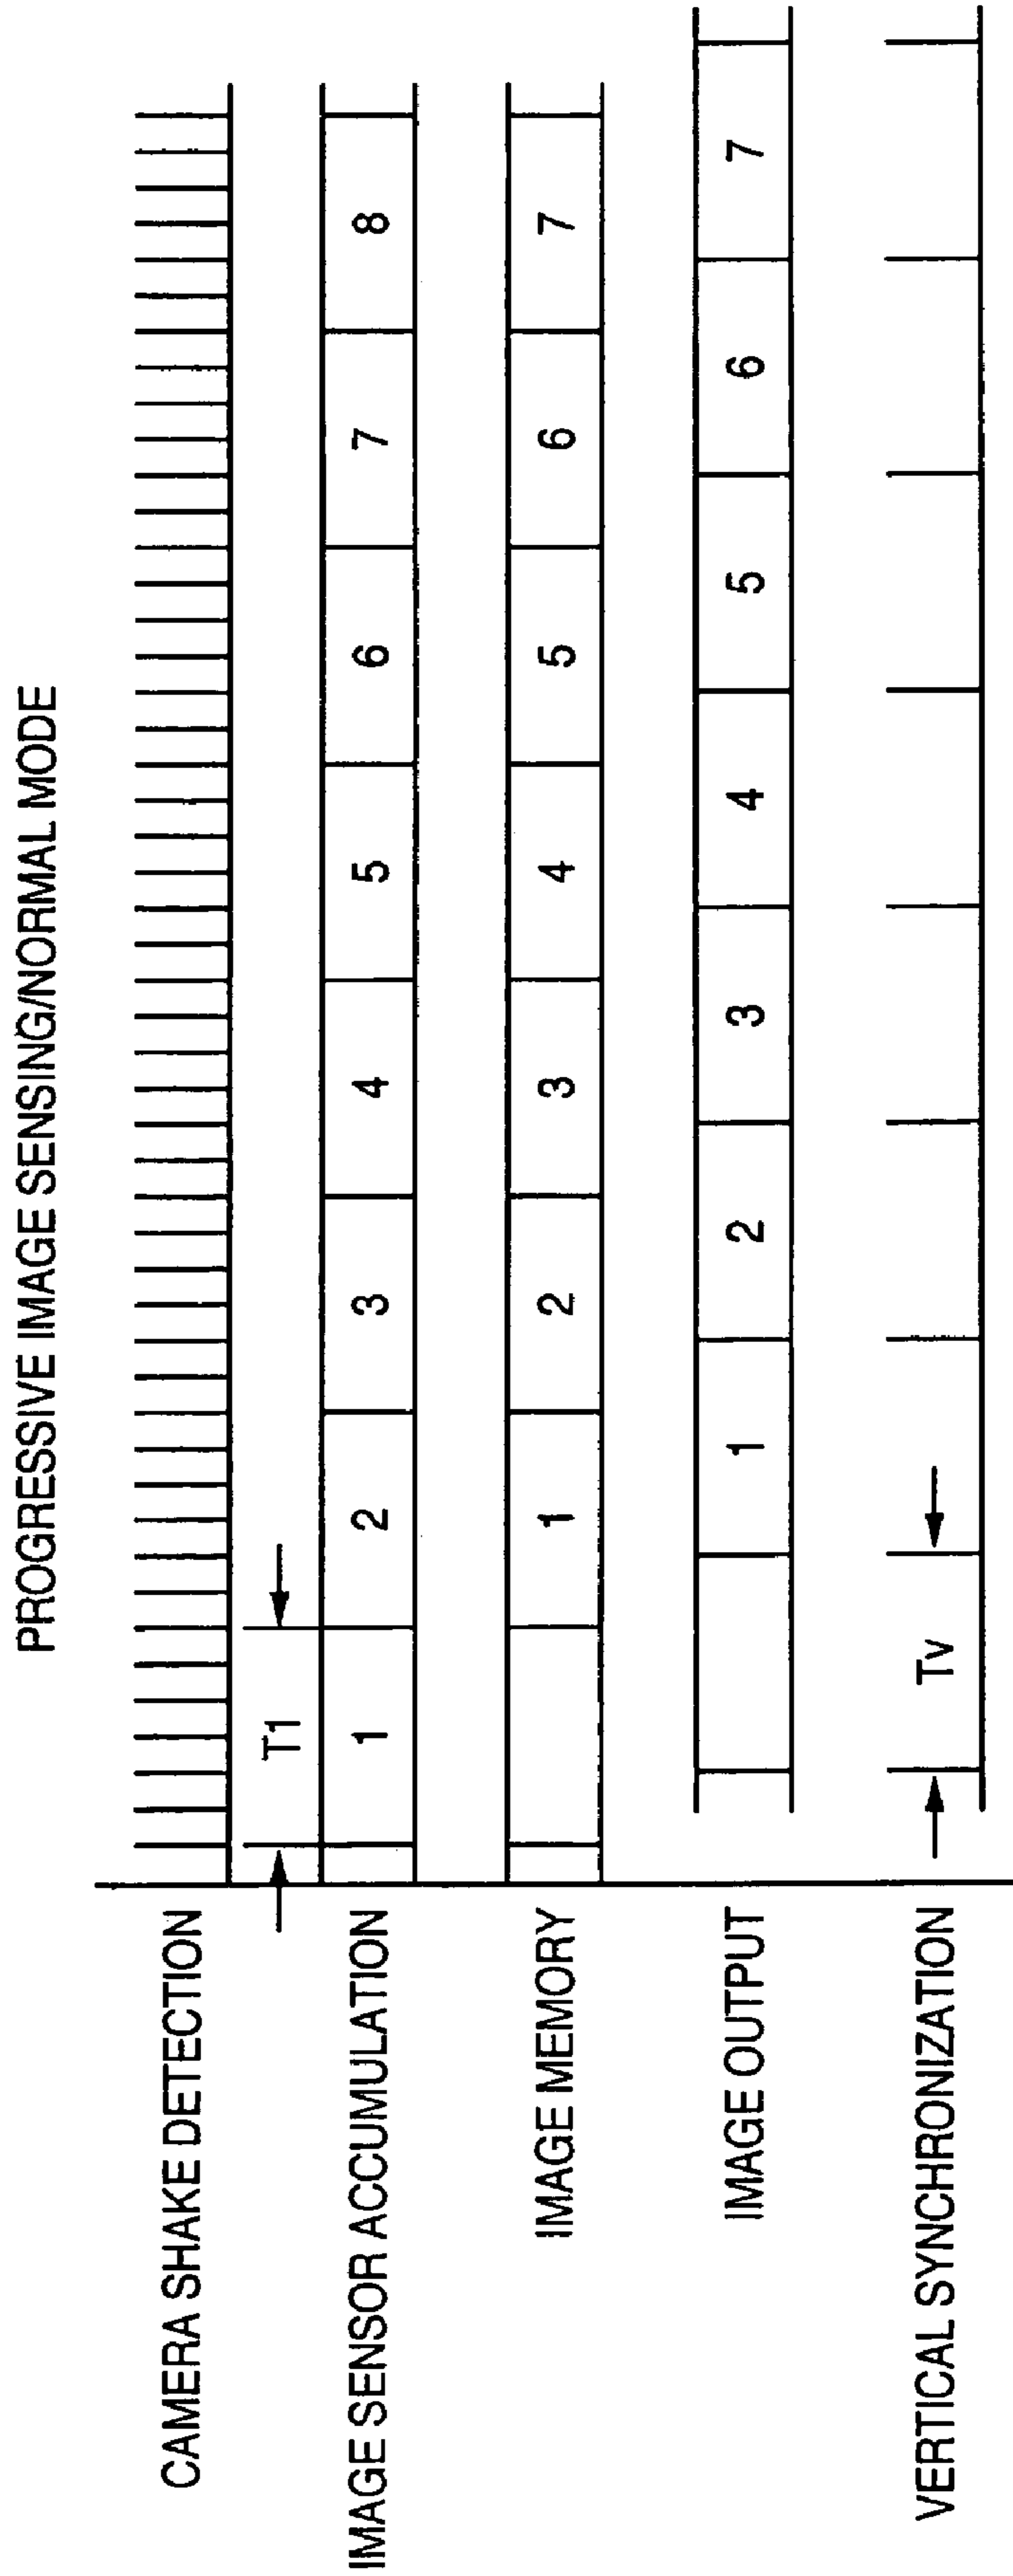 PROGRESSIVE IMAGE SENSING/NORMAL MODE
CAMERA SHAKE DETECTION
T1
IMAGE SENSOR ACCUMULATION 1 2 3 4 5 6 7 8
IMAGE MEMORY 1 2 3 4 5 6 7
IMAGE OUTPUT 1 2 3 4 5 6 7
VERTICAL SYNCHRONIZATION Tv